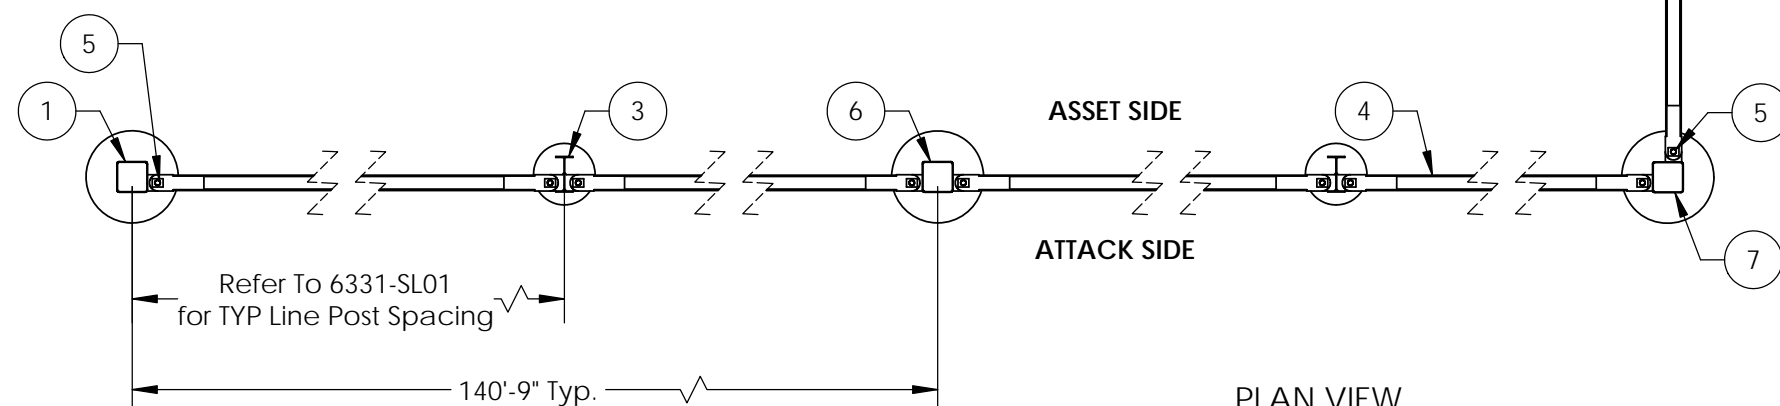 5
1
3
6
ASSET SIDE
4
5
ATTACK SIDE
7
Refer To 6331-SL01
for TYP Line Post Spacing
140'-9" Typ.
PLAN VIEW